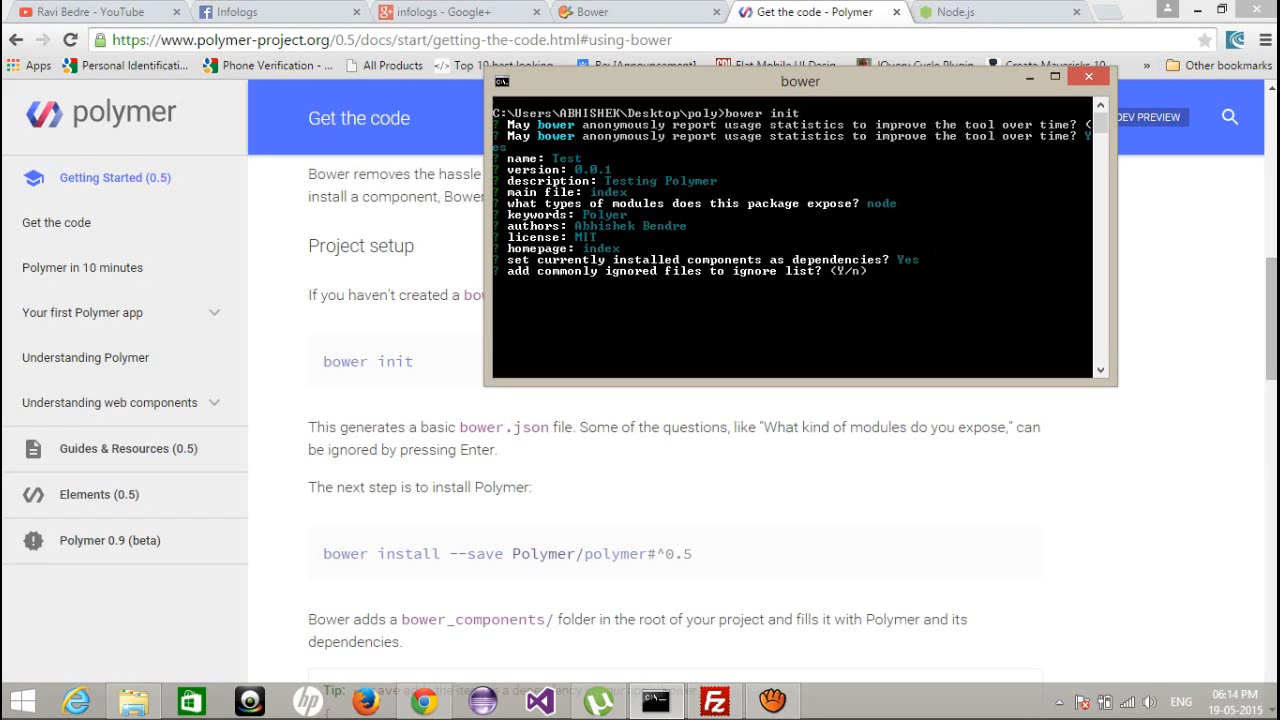 Ravi Bedre - YouTube
Infologs
infologs - Google+
Bower
Get the code - Polymer
Node.js
https://www.polymer-project.org/0.5/docs/start/getting-the-code.html#using-bower
Apps
Personal Identificati...
Phone Verification - ...
All Products
Top 10 best looking
Other bookmarks
polymer
Get the code
DEV PREVIEW
Getting Started (0.5)
Get the code
Polymer in 10 minutes
Your first Polymer app
Understanding Polymer
Understanding web components
Guides & Resources (0.5)
Elements (0.5)
Polymer 0.9 (beta)
Bower removes the hassle
install a component, Bower
Project setup
If you haven't created a bow
bower init
This generates a basic bower.json file. Some of the questions, like “What kind of modules do you expose,” can
be ignored by pressing Enter.
The next step is to install Polymer:
bower install --save Polymer/polymer#^0.5
Bower adds a bower_components/ folder in the root of your project and fills it with Polymer and its
dependencies.
Tip:
bower
C:\Users\ABHISHEK\Desktop\poly>bower init
? May bower anonymously report usage statistics to improve the tool over time? (
? May bower anonymously report usage statistics to improve the tool over time? Y
es
? name: Test
? version: 0.0.1
? description: Testing Polymer
? main file: index
? what types of modules does this package expose? node
? keywords: Polyer
? authors: Abhishek Bendre
? license: MIT
? homepage: index
? set currently installed components as dependencies? Yes
? add commonly ignored files to ignore list? (Y/n)
ENG
06:14 PM
19-05-2015